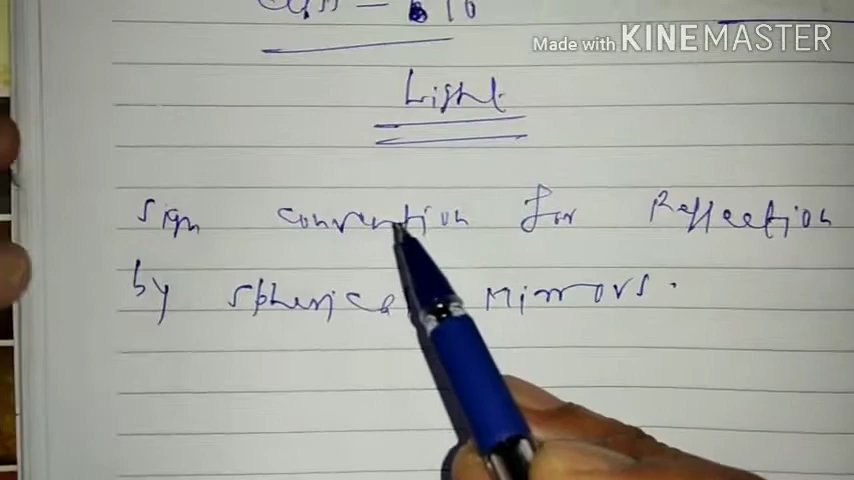 Made with KINEMASTER
Light
Sign convention for Reflection
by spherical Mirrors.